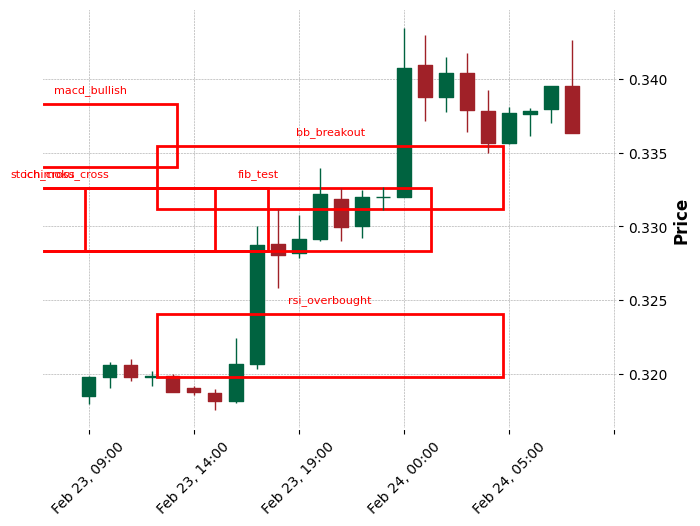 macd_bullish
bb_breakout
fib_test
rsi_overbought
0.340
0.335
0.330
0.325
0.320
Price
Feb 23, 09:00
Feb 23, 14:00
Feb 23, 19:00
Feb 24, 00:00
Feb 24, 05:00